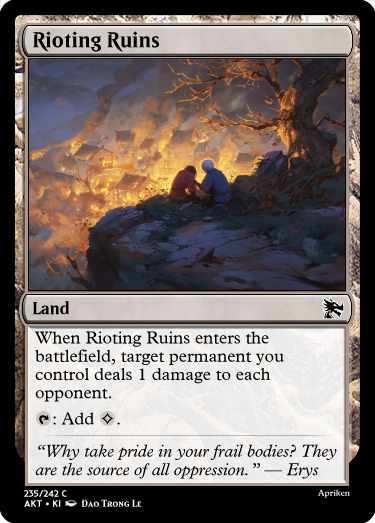 Rioting Ruins
Land
When Rioting Ruins enters the
battlefield, target permanent you
control deals 1 damage to each
opponent.
: Add .
“Why take pride in your frail bodies? They
are the source of all oppression.” — Erys
235/242 C
Apriken
AKT • KI Dao Trong Le